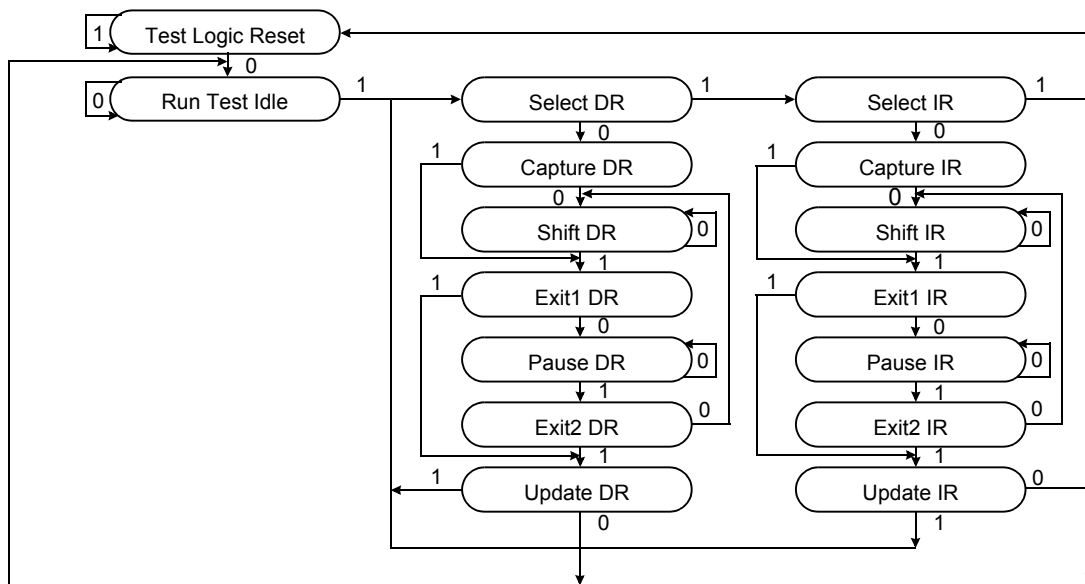 1 Test Logic Reset
0
0 Run Test Idle 1
Select DR 1
Select IR 1
0 0
1 Capture DR
1 Capture IR
0 0
Shift DR 0
Shift IR 0
1 1
1 Exit1 DR
1 Exit1 IR
0 0
Pause DR 0
Pause IR 0
1 1
Exit2 DR 0
Exit2 IR 0
1 1
1 Update DR
Update IR 0
0 1